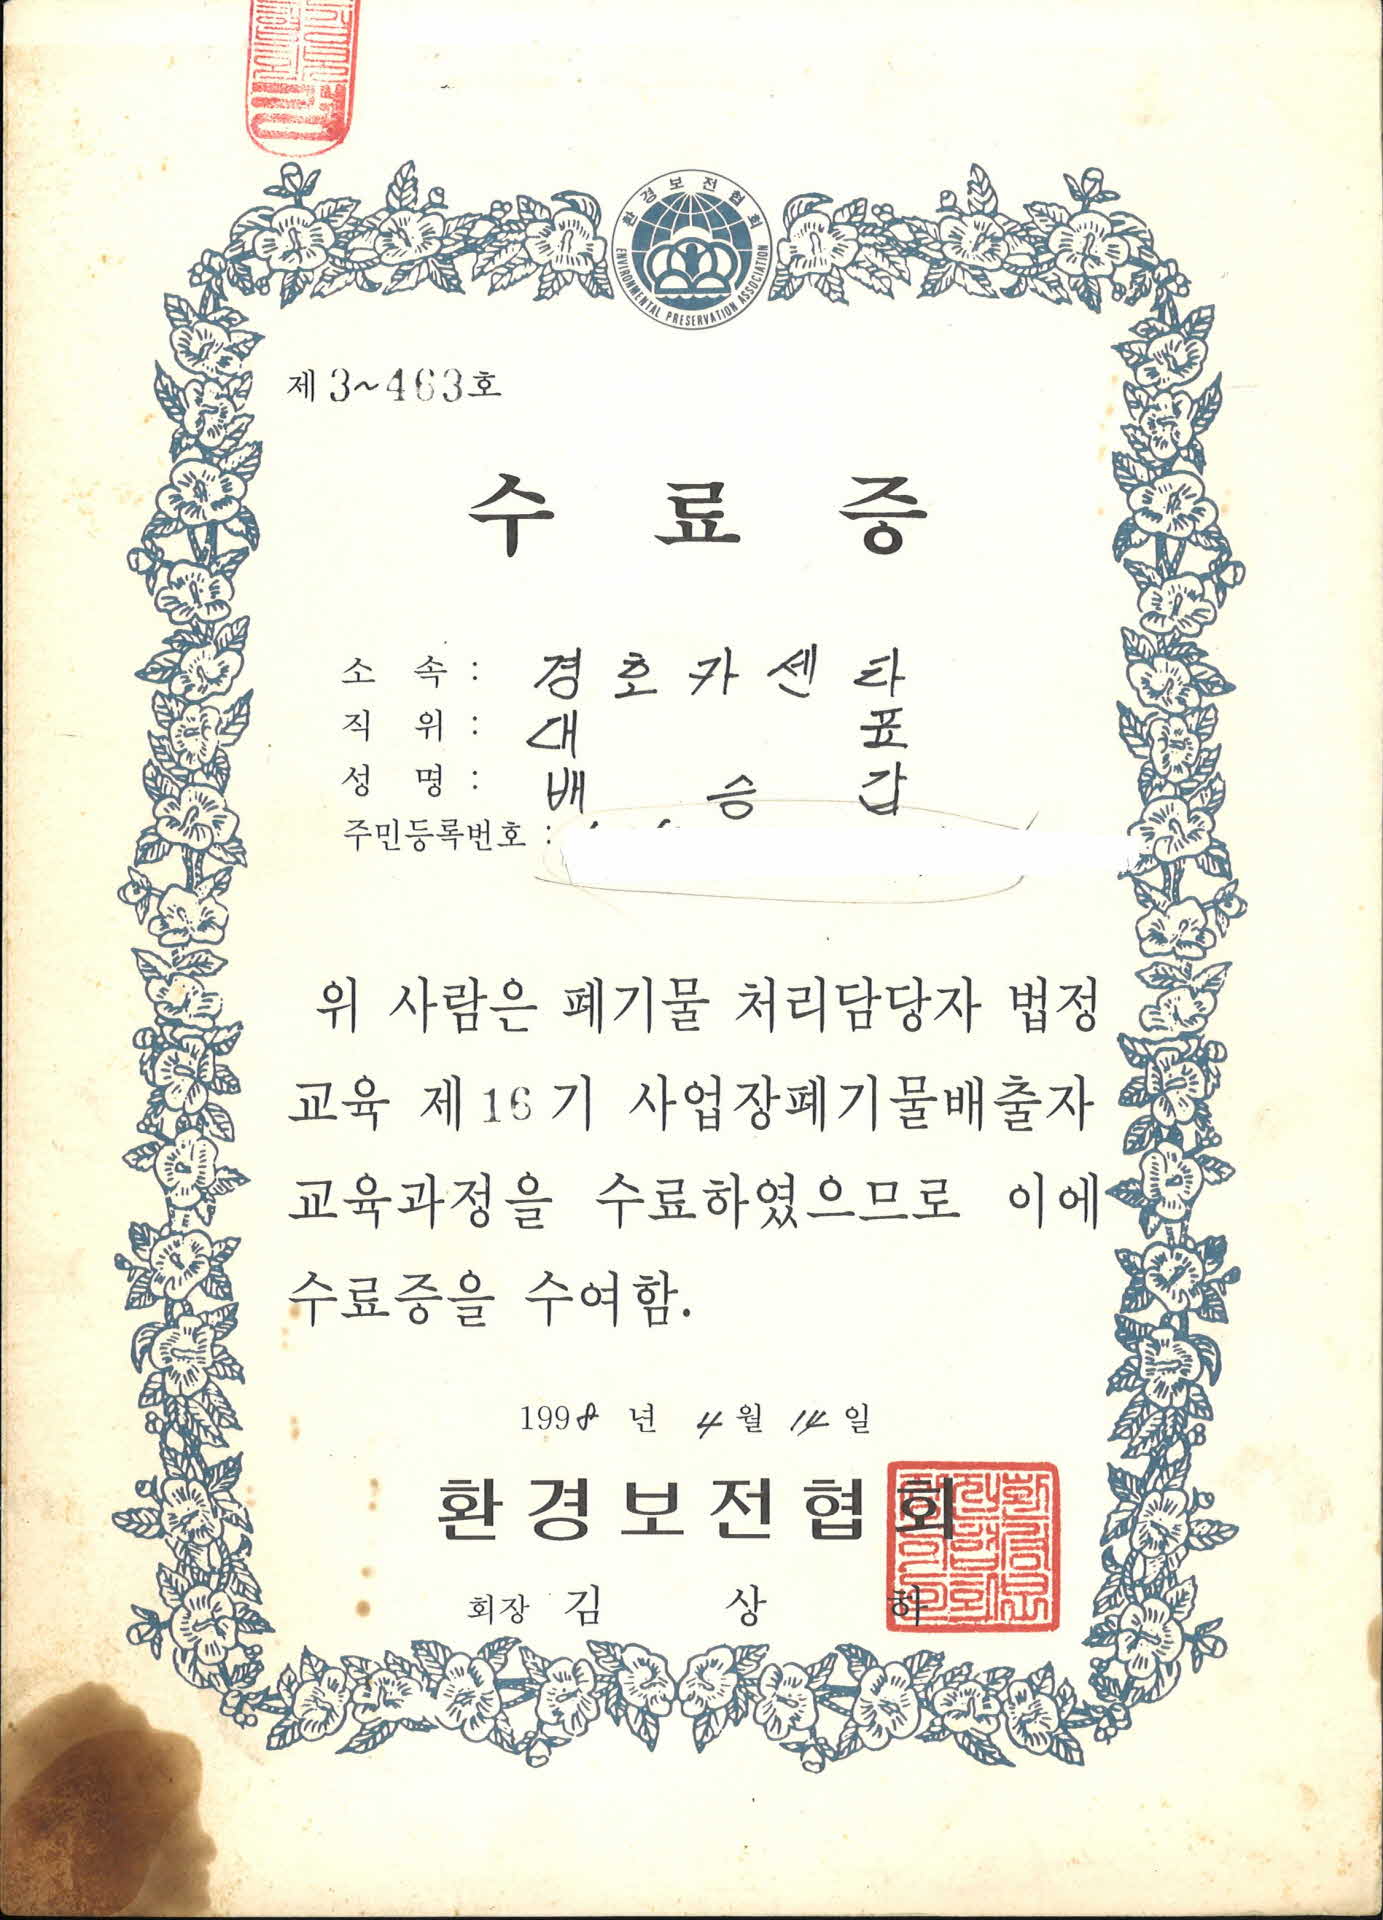 환경보전협회
ENVIRONMENTAL PRESERVATION ASSOCIATION
제 3~463호
수 료 증
소 속 : 경호카센타
직 위 : 대 표
성 명 : 배 승 갑
주민등록번호 :
위 사람은 폐기물 처리담당자 법정
교육 제 16 기 사업장폐기물배출자
교육과정을 수료하였으므로 이에
수료증을 수여함.
1998 년 4 월 14 일
환경보전협회
회장 김 상 하